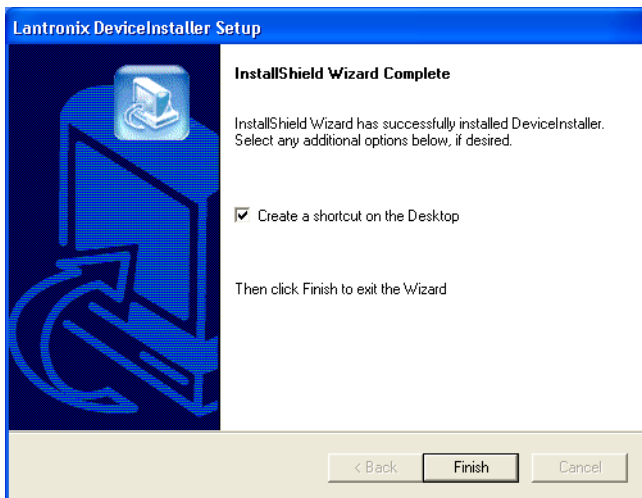 Lantronix DeviceInstaller Setup
InstallShield Wizard Complete
InstallShield Wizard has successfully installed DeviceInstaller.
Select any additional options below, if desired.
Create a shortcut on the Desktop
Then click Finish to exit the Wizard
< Back Finish Cancel